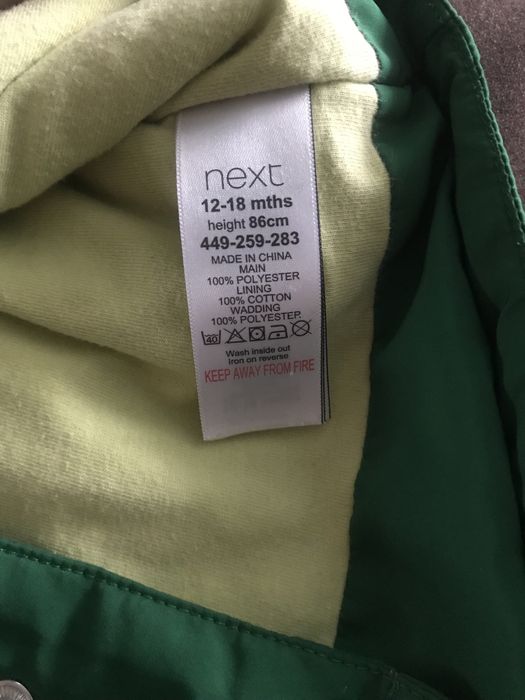 next
12-18 mths
height 86cm
449-259-283
MADE IN CHINA
MAIN
100% POLYESTER
LINING
100% COTTON
WADDING
100% POLYESTER
40
Wash inside out
Iron on reverse
KEEP AWAY FROM FIRE